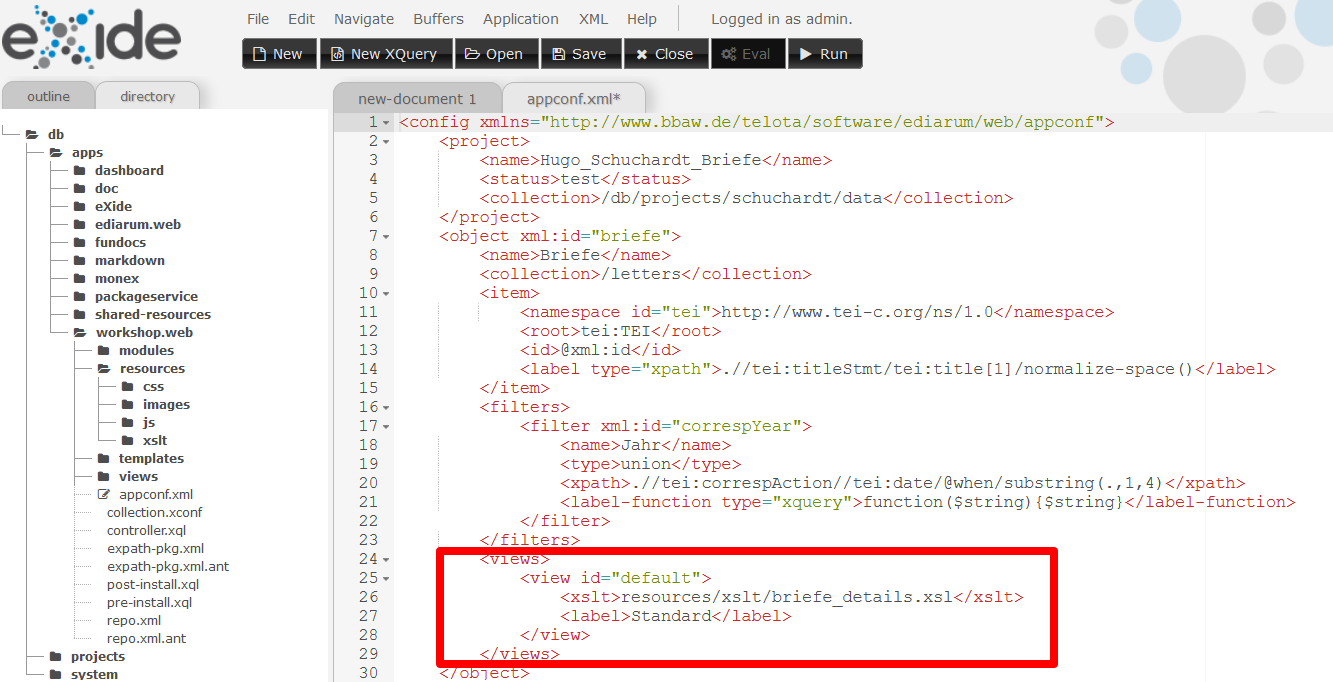 eXide
File Edit Navigate Buffers Application XML Help Logged in as admin.
New New XQuery Open Save Close Eval Run
outline directory
db
apps
dashboard
doc
eXide
ediarum.web
fundocs
markdown
monex
packageservice
shared-resources
workshop.web
modules
resources
css
images
js
xslt
templates
views
appconf.xml
collection.xconf
controller.xql
expath-pkg.xml
expath-pkg.xml.ant
post-install.xql
pre-install.xql
repo.xml
repo.xml.ant
projects
system
new-document 1 appconf.xml*
1 <config xmlns="http://www.bbaw.de/telota/software/ediarum/web/appconf">
2 <project>
3 <name>Hugo_Schuchardt_Briefe</name>
4 <status>test</status>
5 <collection>/db/projects/schuchardt/data</collection>
6 </project>
7 <object xml:id="briefe">
8 <name>Briefe</name>
9 <collection>/letters</collection>
10 <item>
11 <namespace id="tei">http://www.tei-c.org/ns/1.0</namespace>
12 <root>tei:TEI</root>
13 <id>@xml:id</id>
14 <label type="xpath">.//tei:titleStmt/tei:title[1]/normalize-space()</label>
15 </item>
16 <filters>
17 <filter xml:id="correspYear">
18 <name>Jahr</name>
19 <type>union</type>
20 <xpath>.//tei:correspAction//tei:date/@when/substring(.,1,4)</xpath>
21 <label-function type="xquery">function($string){$string}</label-function>
22 </filter>
23 </filters>
24 <views>
25 <view id="default">
26 <xslt>resources/xslt/briefe_details.xsl</xslt>
27 <label>Standard</label>
28 </view>
29 </views>
30 </object>